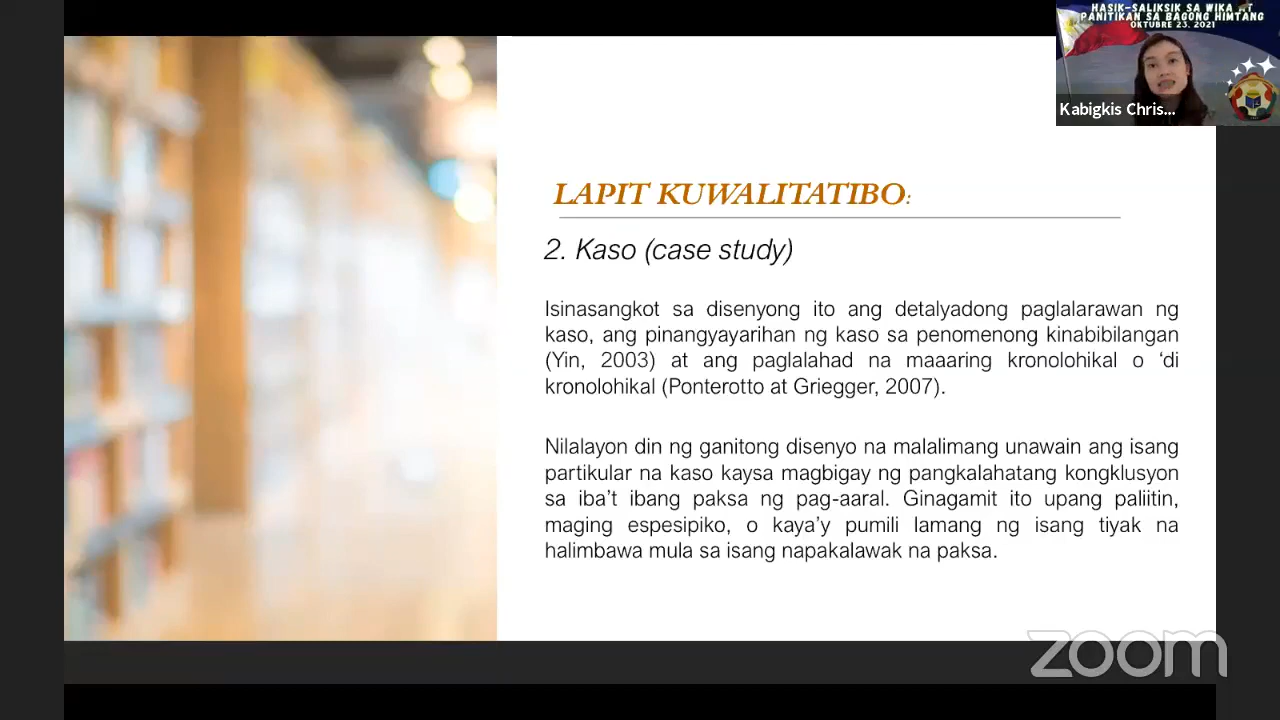 HASIK-SALIKSIK SA WIKA AT
PANITIKAN SA BAGONG HIMTANG
OKTUBRE 23, 2021
Kabigkis Chris...
LAPIT KUWALITATIBO:
2. Kaso (case study)
Isinasangkot sa disenyong ito ang detalyadong paglalarawan ng
kaso, ang pinangyayarihan ng kaso sa penomenong kinabibilangan
(Yin, 2003) at ang paglalahad na maaaring kronolohikal o ‘di
kronolohikal (Ponterotto at Griegger, 2007).
Nilalayon din ng ganitong disenyo na malalimang unawain ang isang
partikular na kaso kaysa magbigay ng pangkalahatang kongklusyon
sa iba’t ibang paksa ng pag-aaral. Ginagamit ito upang paliitin,
maging espesipiko, o kaya’y pumili lamang ng isang tiyak na
halimbawa mula sa isang napakalawak na paksa.
zoom